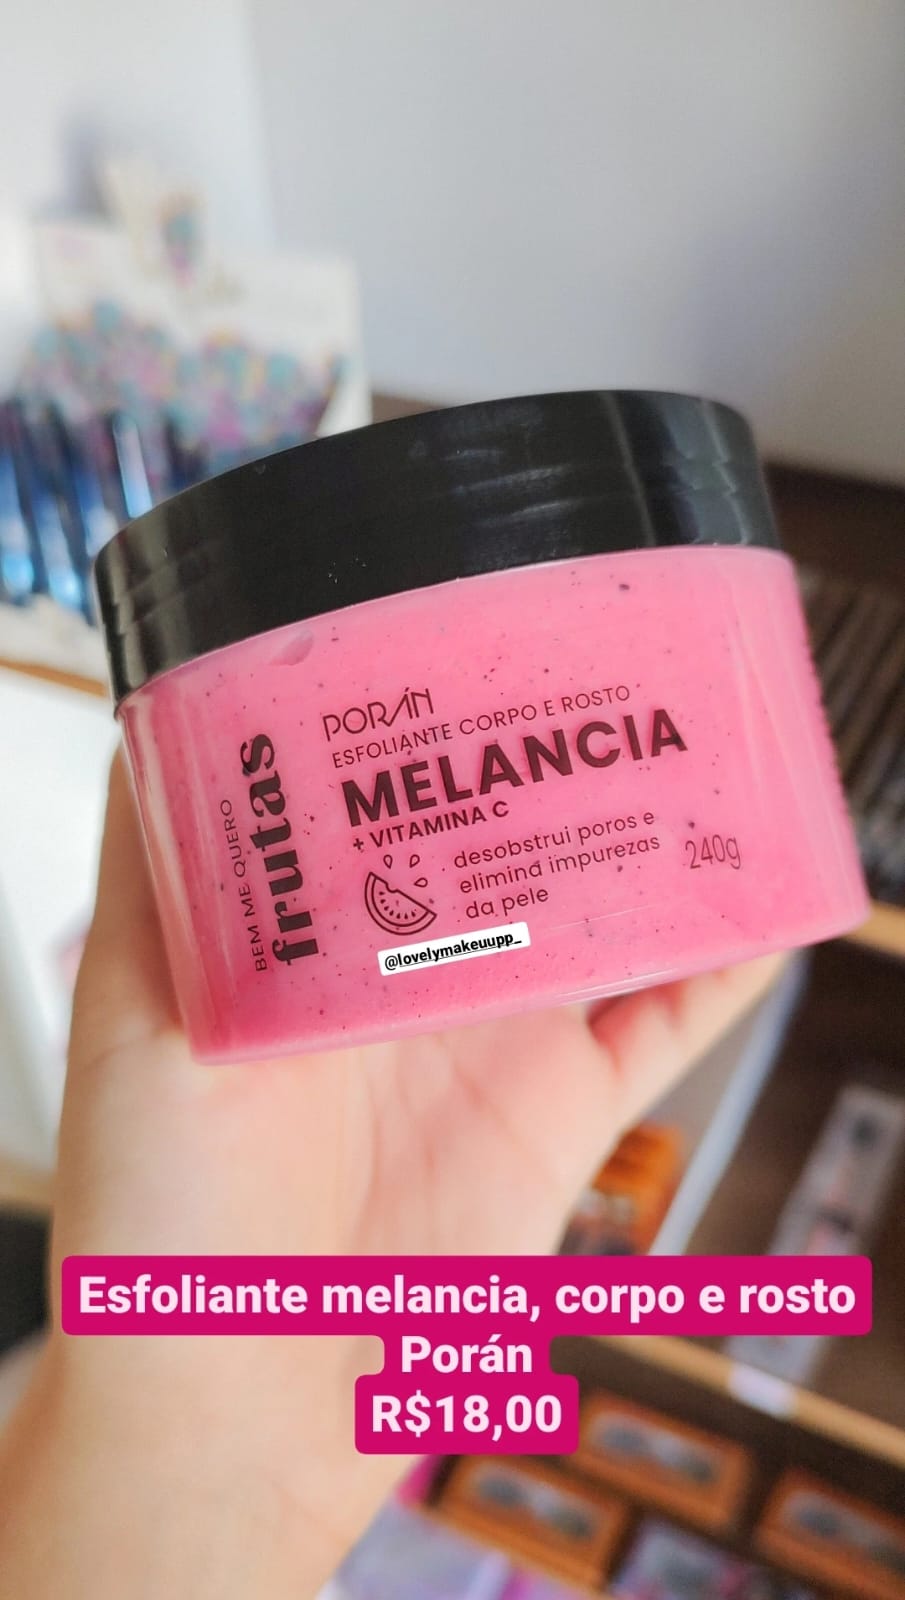 PORÁN
ESFOLIANTE CORPO E ROSTO
MELANCIA
+ VITAMINA C
BEM ME QUERO
frutas
desobstrui poros e
elimina impurezas
da pele
240g
@lovelymakeuupp_
Esfoliante melancia, corpo e rosto
Porán
R$18,00